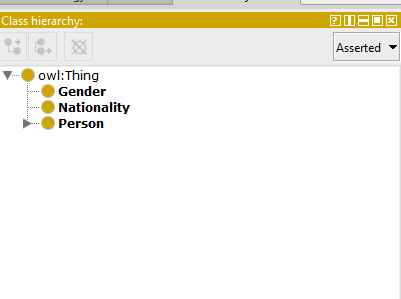 Class hierarchy:
Asserted
owl:Thing
Gender
Nationality
Person